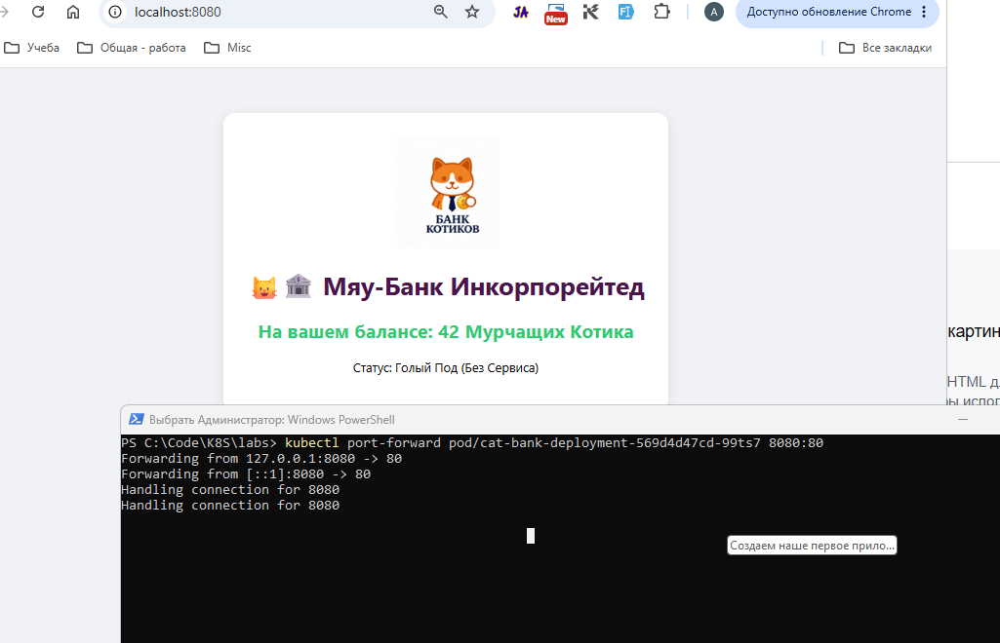 localhost:8080
JA
New
FI
A
Доступно обновление Chrome
Учеба
Общая - работа
Misc
Все закладки
БАНК
КОТИКОВ
Мяу-Банк Инкорпорейтед
На вашем балансе: 42 Мурчащих Котика
Статус: Голый Под (Без Сервиса)
картин
HTML д
ы испол
Выбрать Администратор: Windows PowerShell
PS C:\Code\K8S\labs> kubectl port-forward pod/cat-bank-deployment-569d4d47cd-99ts7 8080:80
Forwarding from 127.0.0.1:8080 -> 80
Forwarding from [::1]:8080 -> 80
Handling connection for 8080
Handling connection for 8080
Создаем наше первое прило...